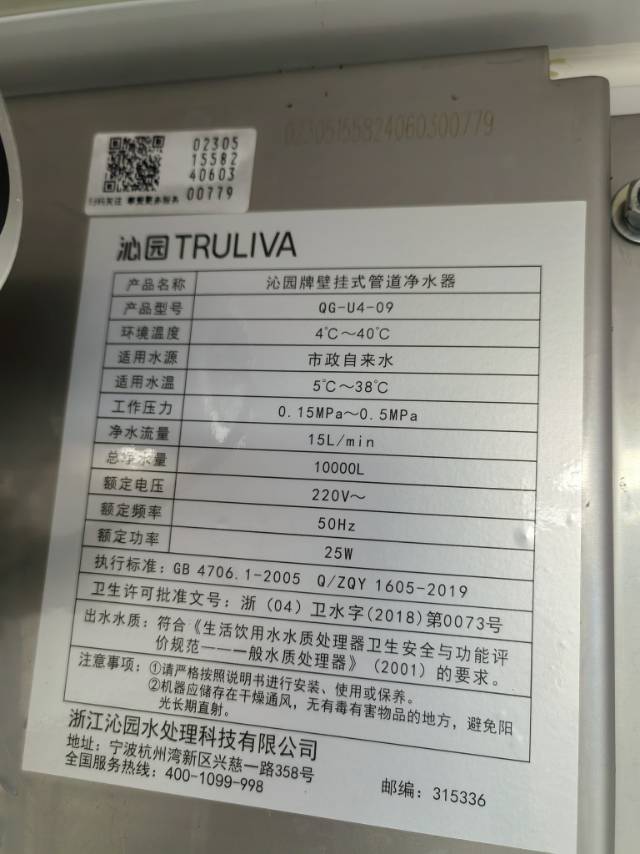 02305155824060300779
02305
15582
40603
00779
沁园TRULIVA
产品名称 沁园牌壁挂式管道净水器
产品型号 QG-U4-09
环境温度 4℃~40℃
适用水源 市政自来水
适用水温 5℃~38℃
工作压力 0.15MPa~0.5MPa
净水流量 15L/min
总净水量 10000L
额定电压 220V~
额定频率 50Hz
额定功率 25W
执行标准：GB 4706.1-2005 Q/ZQY 1605-2019
卫生许可批准文号：浙（04）卫水字(2018)第0073号
出水水质：符合《生活饮用水水质处理器卫生安全与功能评
价规范———一般水质处理器》（2001）的要求。
注意事项：①请严格按照说明书进行安装、使用或保养。
②机器应储存在干燥通风，无有毒有害物品的地方，避免阳
光长期直射。
浙江沁园水处理科技有限公司
地址：宁波杭州湾新区兴慈一路358号
全国服务热线：400-1099-998 邮编：315336